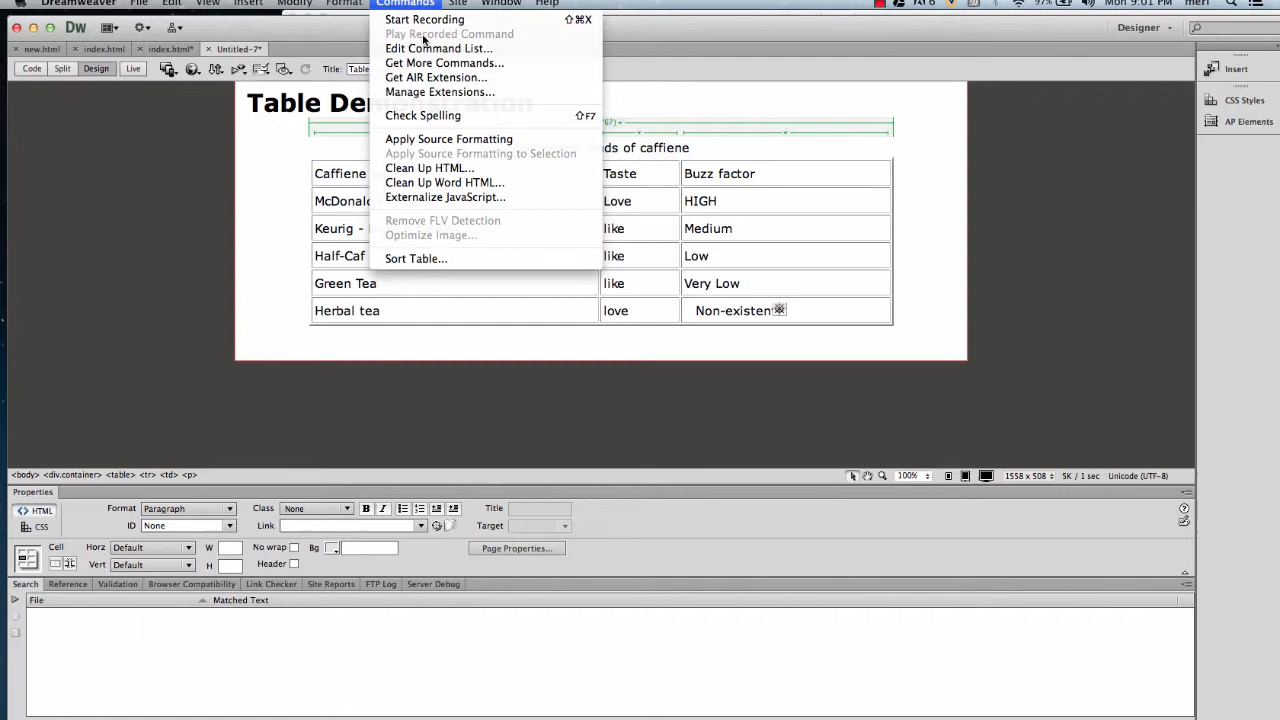 Dreamweaver File Edit View Insert Modify Format Commands Site Window Help Mon 9:01 PM merl
Dw Designer
new.html index.html index.html* Untitled-7*
Code Split Design Live Title: Table
Start Recording ⇧⌘X
Play Recorded Command
Edit Command List...
Get More Commands...
Get AIR Extension...
Manage Extensions...
Check Spelling ⇧F7
Apply Source Formatting
Apply Source Formatting to Selection
Clean Up HTML...
Clean Up Word HTML...
Externalize JavaScript...
Remove FLV Detection
Optimize Image...
Sort Table...
Insert
CSS Styles
AP Elements
Table Demonstration
ds of caffiene
Caffiene Taste Buzz factor
McDonald Love HIGH
Keurig - like Medium
Half-Caf like Low
Green Tea like Very Low
Herbal tea love Non-existent
<body> <div.container> <table> <tr> <td> <p> 100% 1558 x 508 5K / 1 sec Unicode (UTF-8)
Properties
<> HTML Format Paragraph Class None B I Title
CSS ID None Link Target
Cell Horz Default W No wrap Bg Page Properties...
Vert Default H Header
Search Reference Validation Browser Compatibility Link Checker Site Reports FTP Log Server Debug
File Matched Text